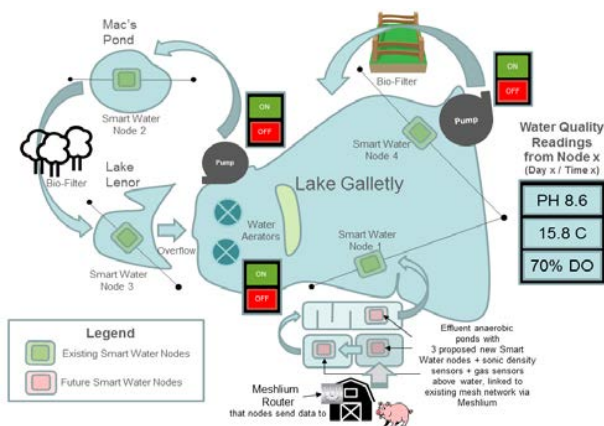 Mac's
Pond
Smart Water
Node 2
Bio-Filter
Lake
Lenor
Smart Water
Node 3
Overflow
Pump
ON
OFF
Water
Aerators
ON
OFF
Lake Galletly
Bio-Filter
Pump
ON
OFF
Smart Water
Node 4
Smart Water
Node 1
Water Quality
Readings
from Node x
(Day x / Time x)
PH 8.6
15.8 C
70% DO
Legend
Existing Smart Water Nodes
Future Smart Water Nodes
Effluent anaerobic
ponds with
3 proposed new Smart
Water nodes + sonic density
sensors + gas sensors
above water, linked to
existing mesh network via
Meshlium
Meshlium
Router
that nodes send data to